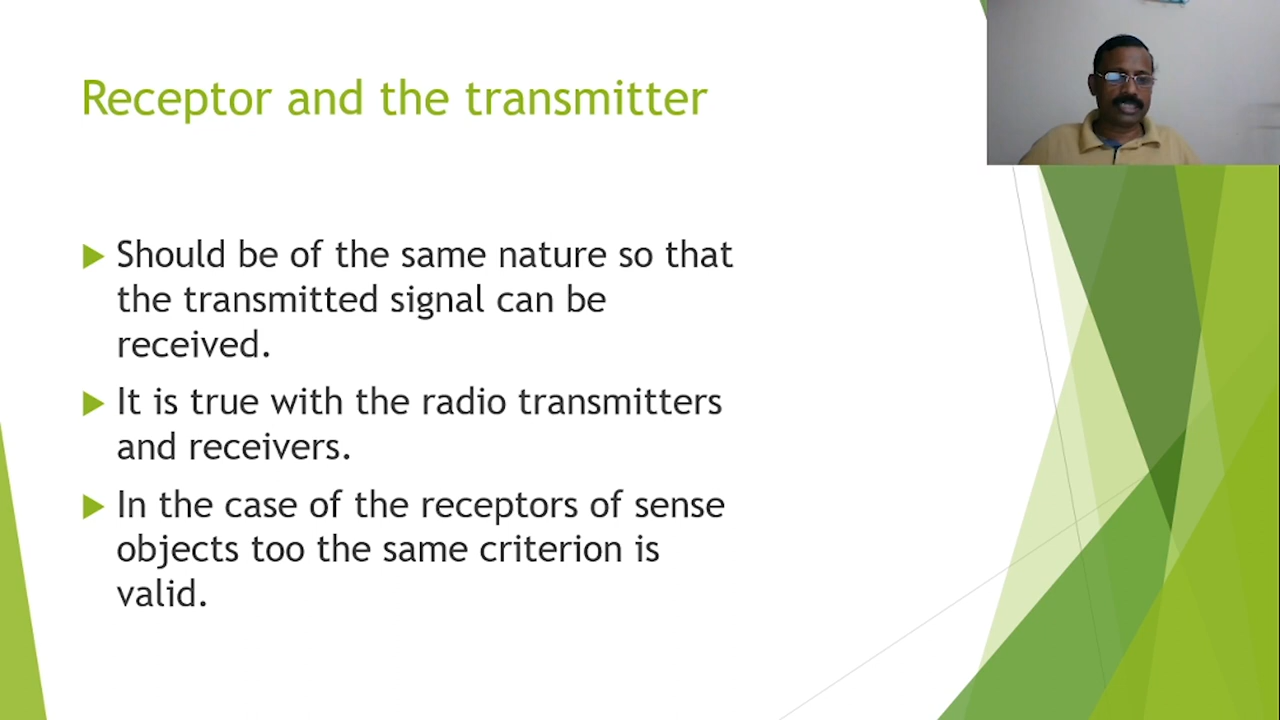 Receptor and the transmitter
Should be of the same nature so that
the transmitted signal can be
received.
It is true with the radio transmitters
and receivers.
In the case of the receptors of sense
objects too the same criterion is
valid.